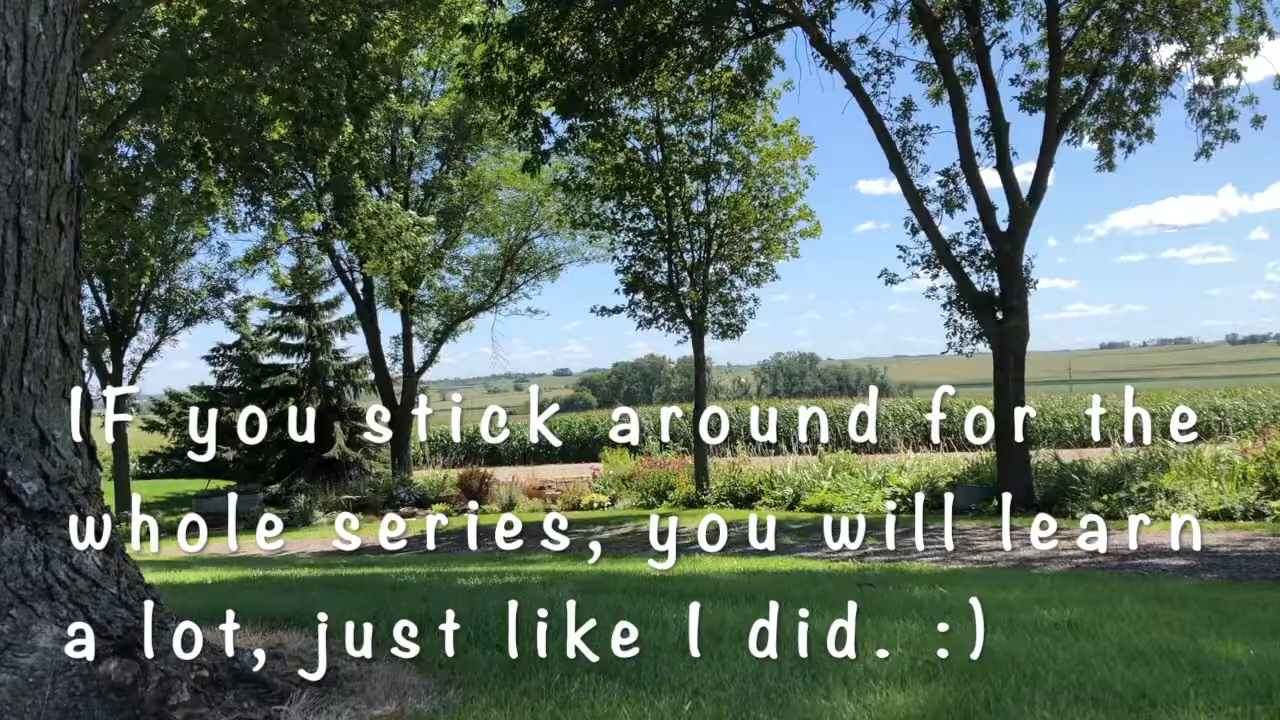 IF you stick around for the
whole series, you will learn
a lot, just like I did. :)